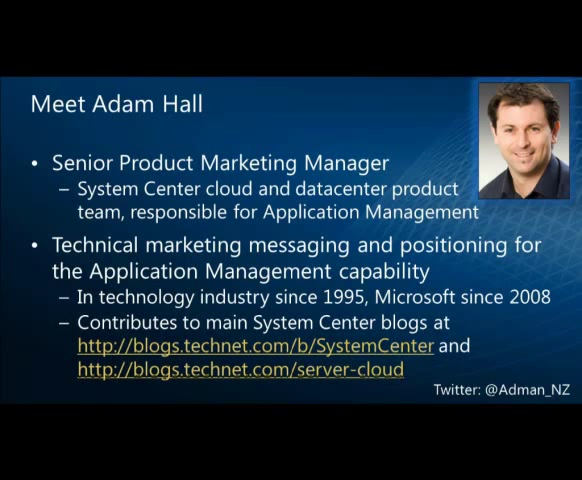 Meet Adam Hall
• Senior Product Marketing Manager
– System Center cloud and datacenter product
team, responsible for Application Management
• Technical marketing messaging and positioning for
the Application Management capability
– In technology industry since 1995, Microsoft since 2008
– Contributes to main System Center blogs at
http://blogs.technet.com/b/SystemCenter and
http://blogs.technet.com/server-cloud
Twitter: @Adman_NZ